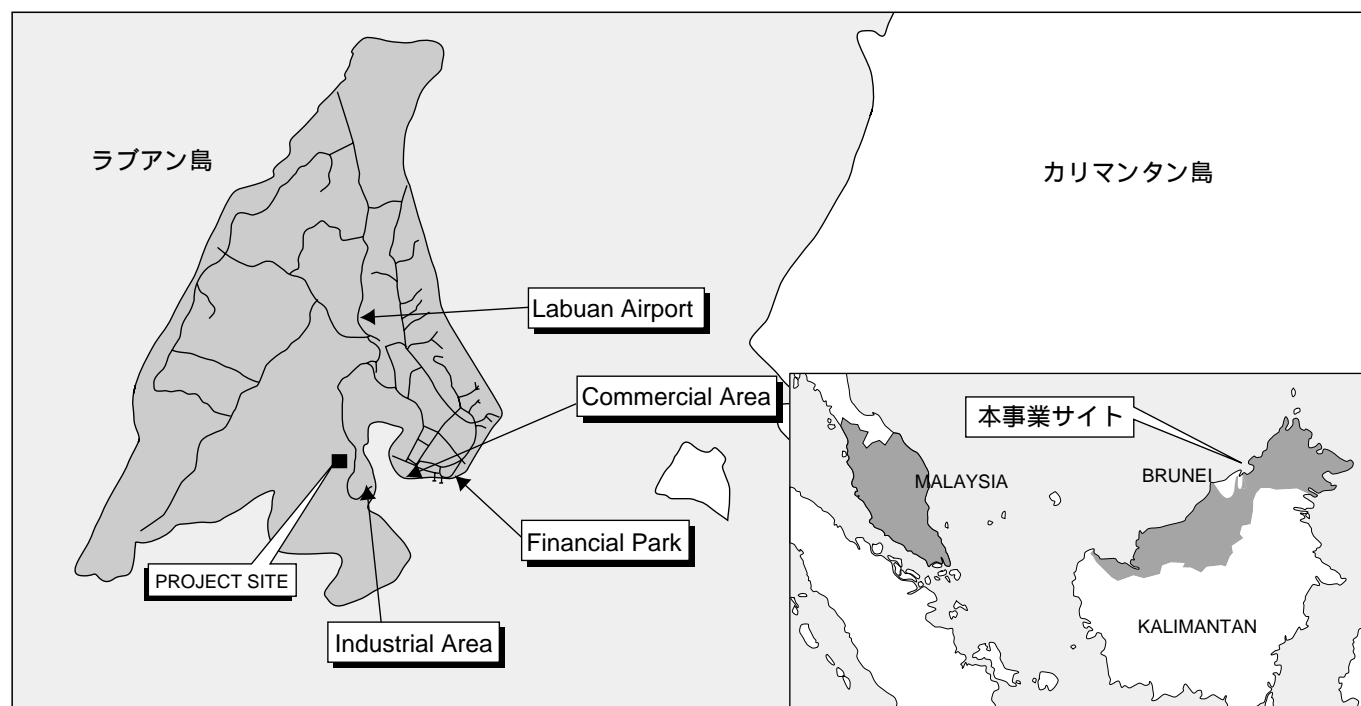 ラブアン島
カリマンタン島
Labuan Airport
Commercial Area
Financial Park
PROJECT SITE
Industrial Area
本事業サイト
MALAYSIA
BRUNEI
KALIMANTAN